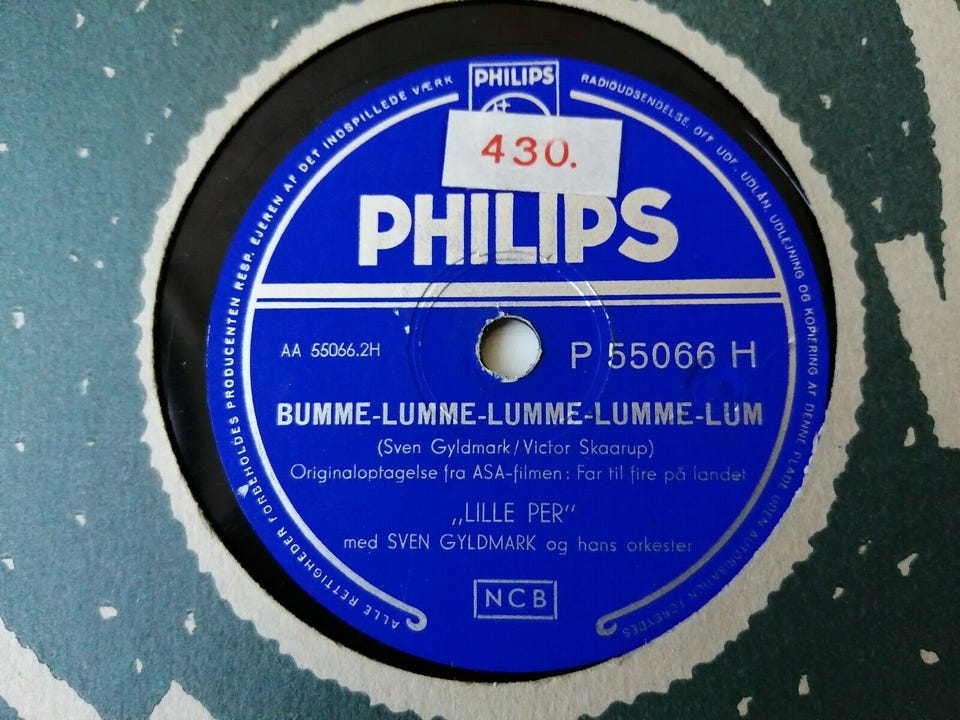 ALLE RETTIGHEDER FORBEHOLDES PRODUCENTEN RESP. EJEREN AF DET INDSPILLEDE VÆRK
PHILIPS
RADIOUDSENDELSE, OFF. UDF. UDLÅN, UDLEJNING OG KOPIERING AF DENNE PLADE UDEN AUTORISATION FORBYDES
430.
PHILIPS
AA 55066.2H
P 55066 H
BUMME-LUMME-LUMME-LUMME-LUM
(Sven Gyldmark/Victor Skaarup)
Originaloptagelse fra ASA-filmen: Far til fire på landet
„LILLE PER"
med SVEN GYLDMARK og hans orkester
NCB